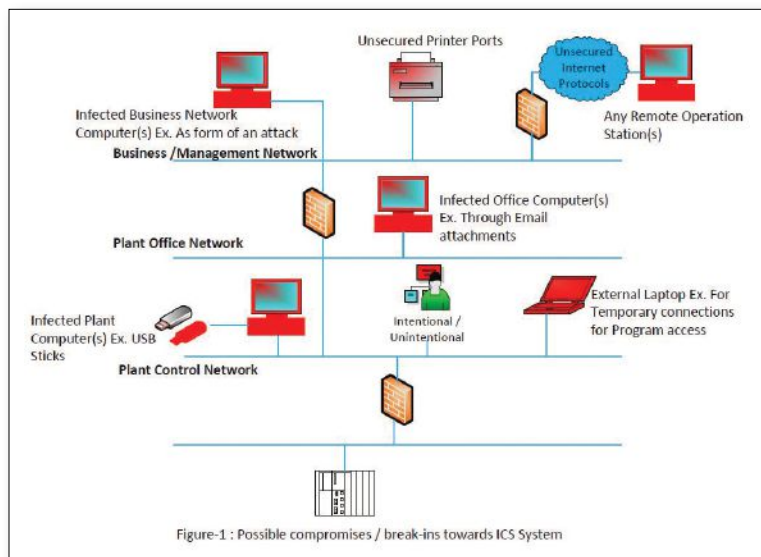 Unsecured Printer Ports
Unsecured
Internet
Protocols
Infected Business Network
Computer(s) Ex. As form of an attack
Any Remote Operation
Station(s)
Business /Management Network
Infected Office Computer(s)
Ex. Through Email
attachments
Plant Office Network
Infected Plant
Computer(s) Ex. USB
Sticks
Intentional /
Unintentional
External Laptop Ex. For
Temporary connections
for Program access
Plant Control Network
Figure-1 : Possible compromises / break-ins towards ICS System